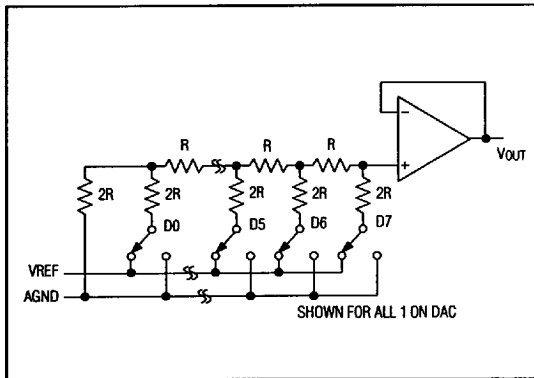 R R R
VOUT
2R 2R 2R 2R 2R
D0 D5 D6 D7
VREF
AGND
SHOWN FOR ALL 1 ON DAC